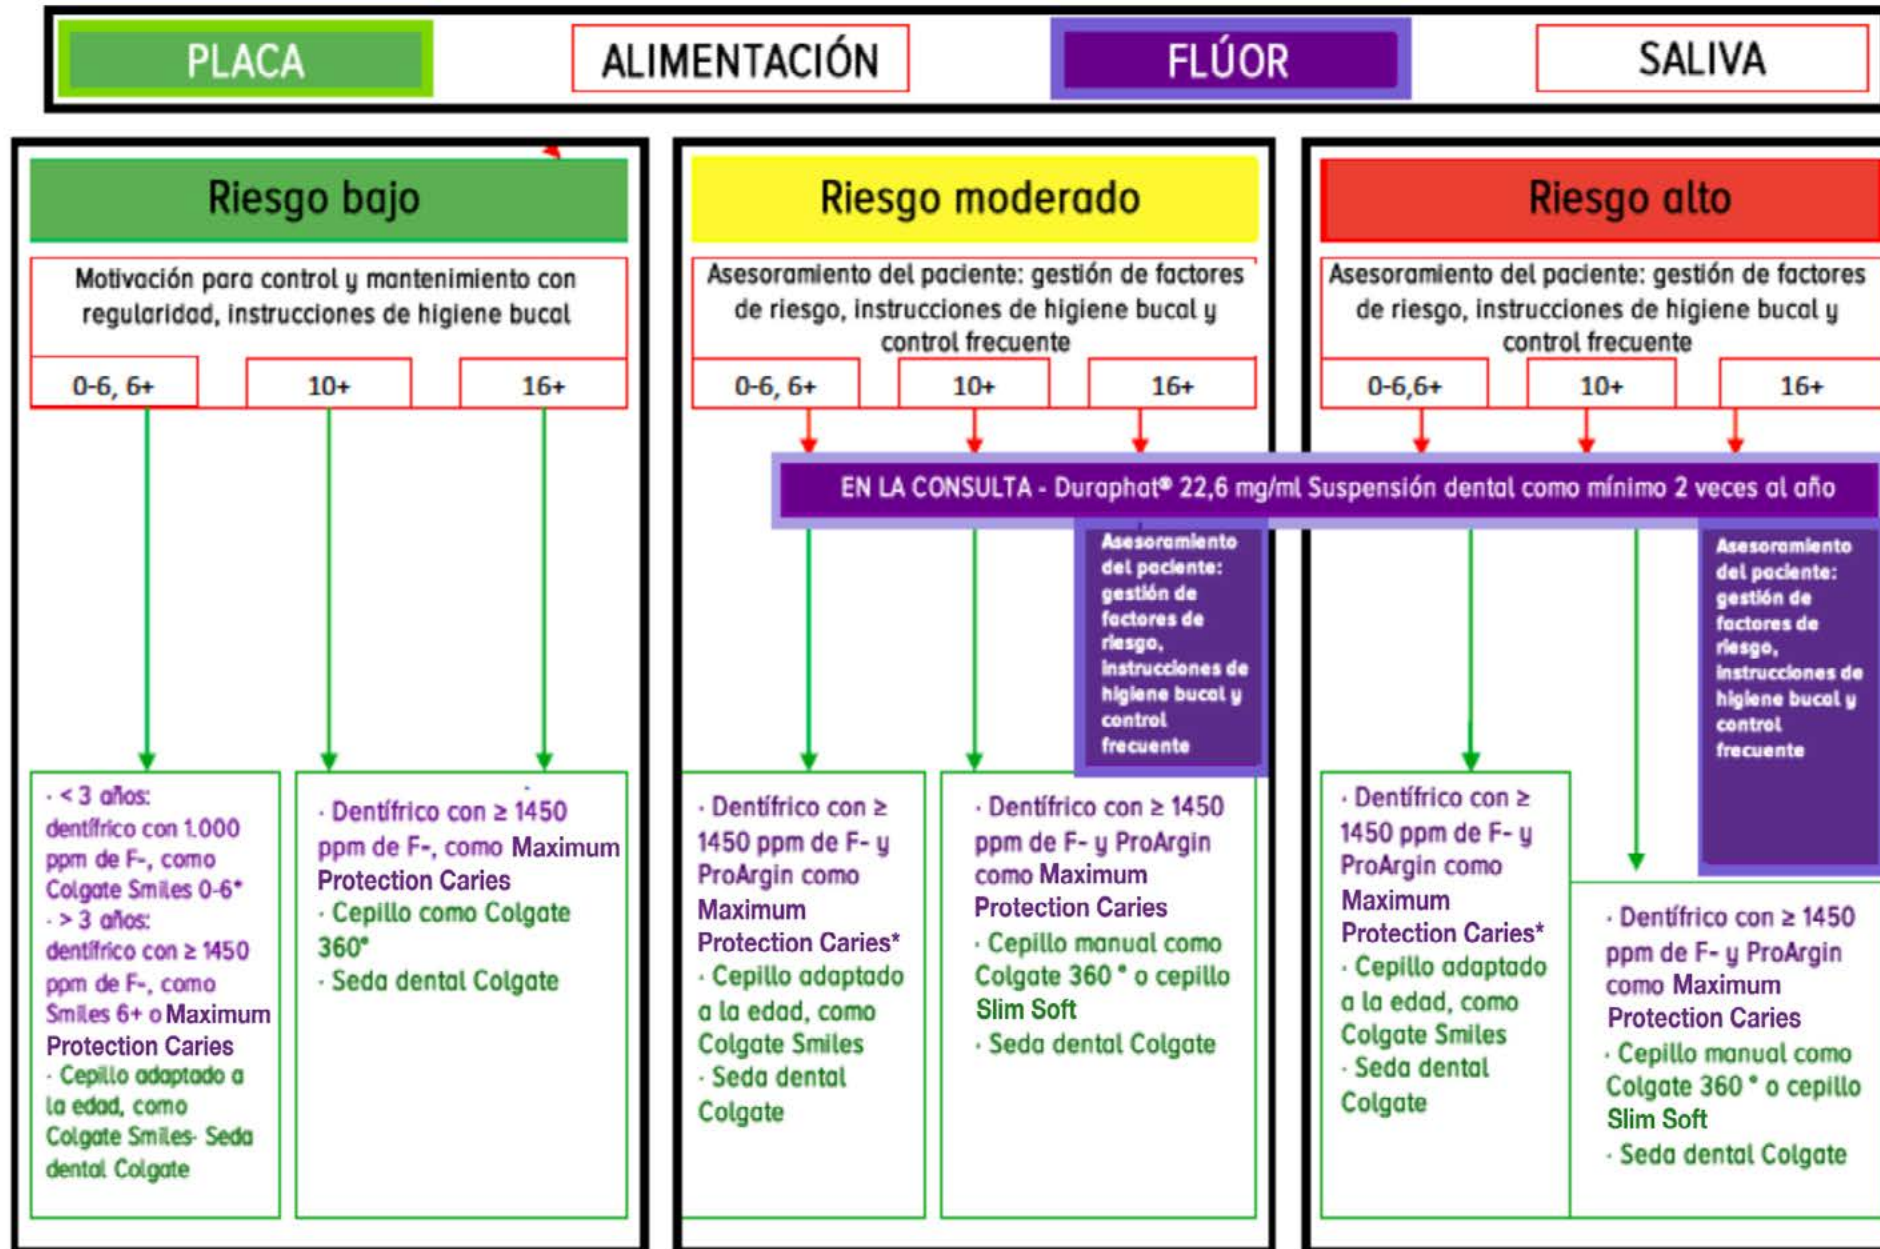 PLACA
ALIMENTACIÓN
FLÚOR
SALIVA
Riesgo bajo
Motivación para control y mantenimiento con
regularidad, instrucciones de higiene bucal
0-6, 6+
10+
16+
Riesgo moderado
Asesoramiento del paciente: gestión de factores
de riesgo, instrucciones de higiene bucal y
control frecuente
0-6, 6+
10+
16+
Riesgo alto
Asesoramiento del paciente: gestión de factores
de riesgo, instrucciones de higiene bucal y
control frecuente
0-6,6+
10+
16+
EN LA CONSULTA - Duraphat® 22,6 mg/ml Suspensión dental como mínimo 2 veces al año
Asesoramiento
del paciente:
gestión de
factores de
riesgo,
instrucciones de
higiene bucal y
control
frecuente
Asesoramiento
del paciente:
gestión de
factores de
riesgo,
instrucciones de
higiene bucal y
control
frecuente
· < 3 años:
dentífrico con 1.000
ppm de F-, como
Colgate Smiles 0-6*
· > 3 años:
dentífrico con ≥ 1450
ppm de F-, como
Smiles 6+ o Maximum
Protection Caries
· Cepillo adaptado a
la edad, como
Colgate Smiles- Seda
dental Colgate
· Dentífrico con ≥ 1450
ppm de F-, como Maximum
Protection Caries
· Cepillo como Colgate
360°
· Seda dental Colgate
· Dentífrico con ≥
1450 ppm de F- y
ProArgin como
Maximum
Protection Caries*
· Cepillo adaptado
a la edad, como
Colgate Smiles
· Seda dental
Colgate
· Dentífrico con ≥ 1450
ppm de F- y ProArgin
como Maximum
Protection Caries
· Cepillo manual como
Colgate 360 ° o cepillo
Slim Soft
· Seda dental Colgate
· Dentífrico con ≥
1450 ppm de F- y
ProArgin como
Maximum
Protection Caries*
· Cepillo adaptado
a la edad, como
Colgate Smiles
· Seda dental
Colgate
· Dentífrico con ≥ 1450
ppm de F- y ProArgin
como Maximum
Protection Caries
· Cepillo manual como
Colgate 360 ° o cepillo
Slim Soft
· Seda dental Colgate